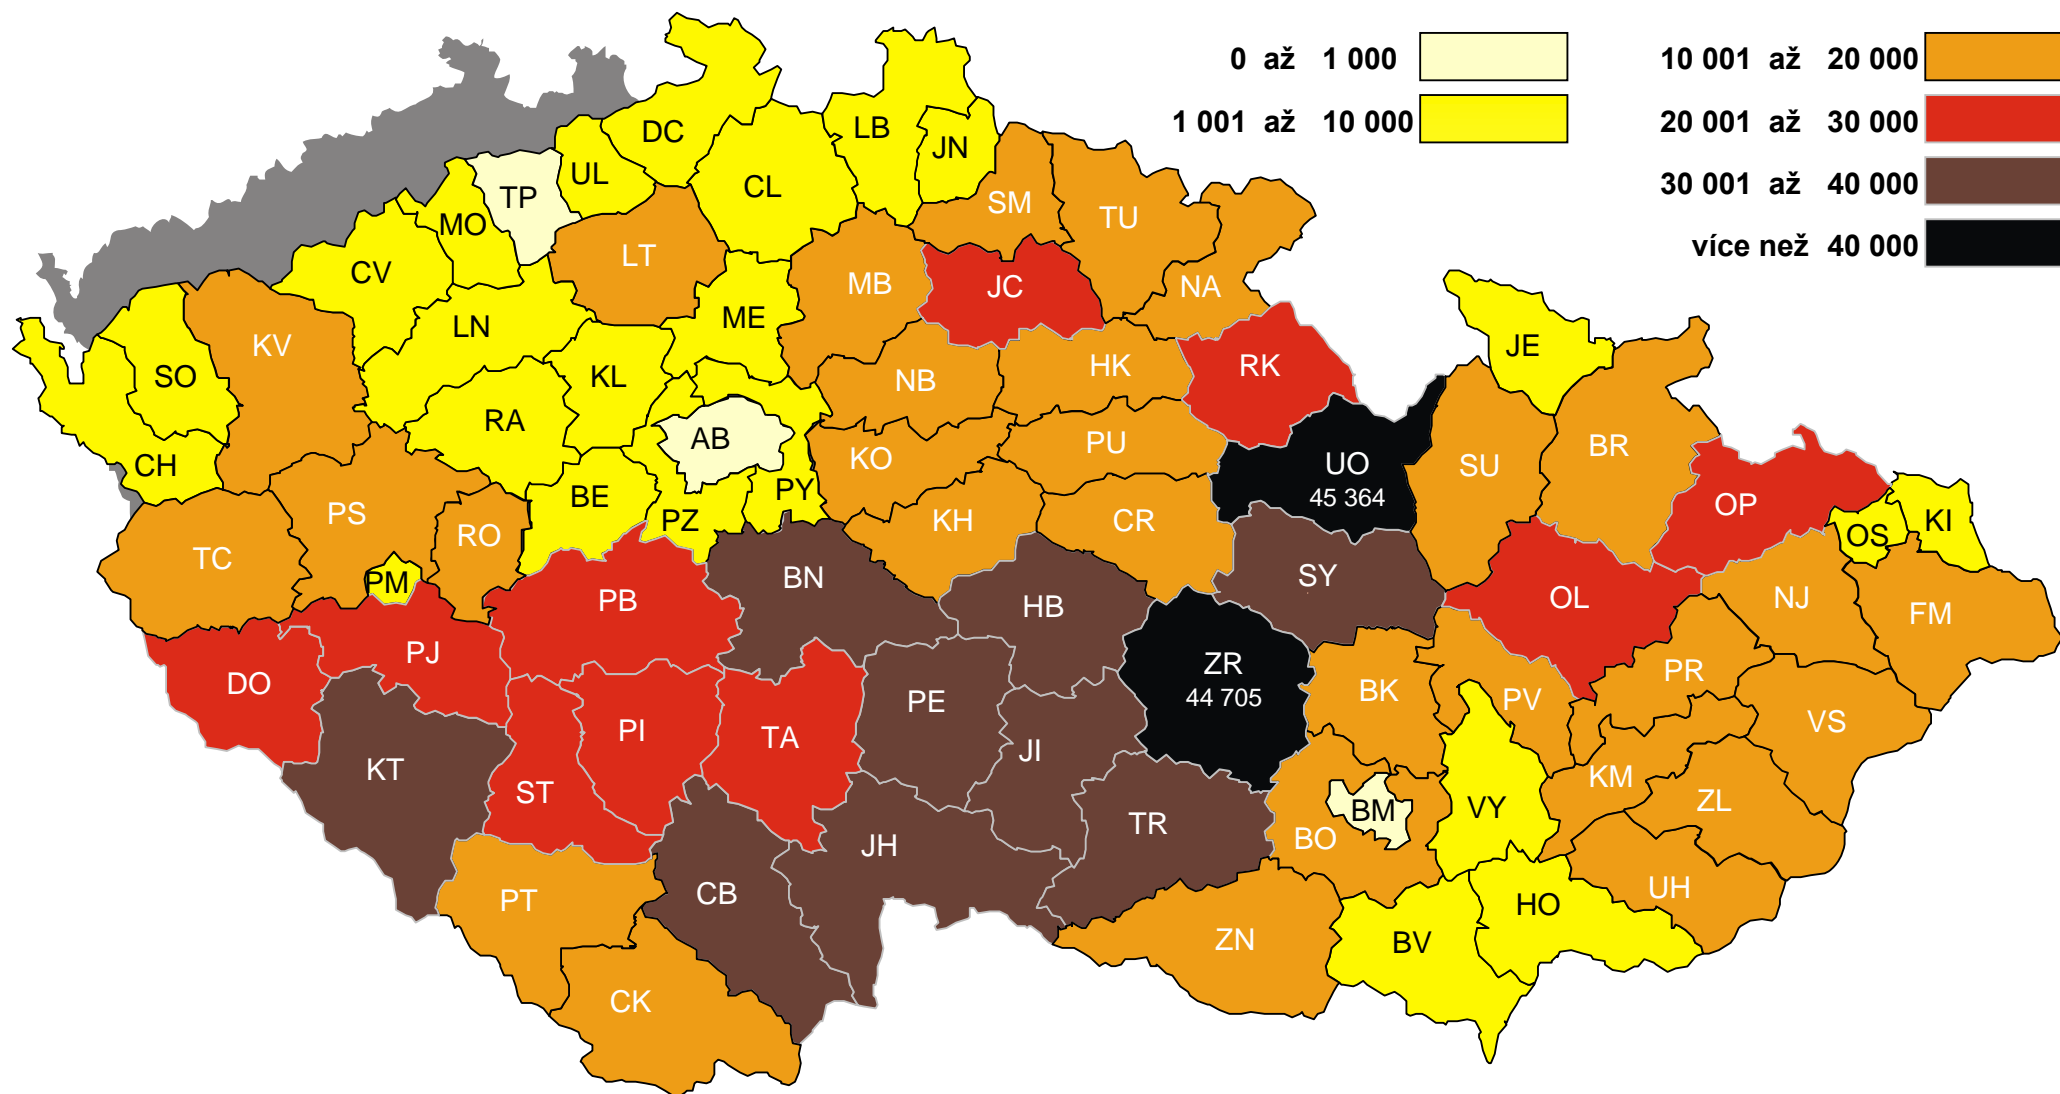 0 až 1 000
10 001 až 20 000
1 001 až 10 000
20 001 až 30 000
30 001 až 40 000
více než 40 000
DC
LB
JN
UL
TP
CL
SM
TU
MO
LT
CV
MB
JC
NA
LN
ME
KV
JE
SO
KL
NB
HK
RK
RA
AB
KO
PU
BR
CH
UO
45 364
SU
BE
PY
PS
PZ
KH
CR
OP
KI
RO
OS
TC
PM
BN
SY
PB
HB
OL
NJ
FM
PJ
ZR
44 705
DO
PE
BK
PV
PR
VS
PI
TA
JI
KT
ST
KM
ZL
TR
BM
VY
BO
JH
CB
PT
UH
HO
ZN
BV
CK